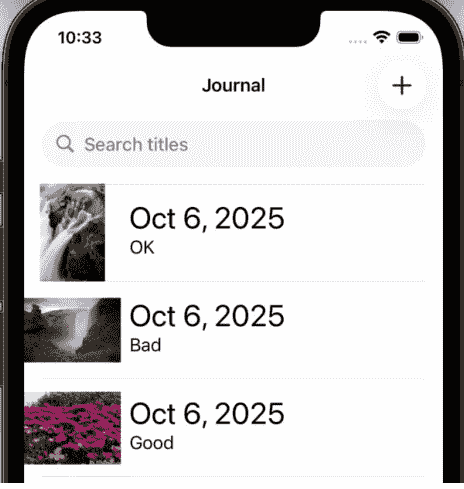 10:33
Journal
Search titles
Oct 6, 2025
OK
Oct 6, 2025
Bad
Oct 6, 2025
Good